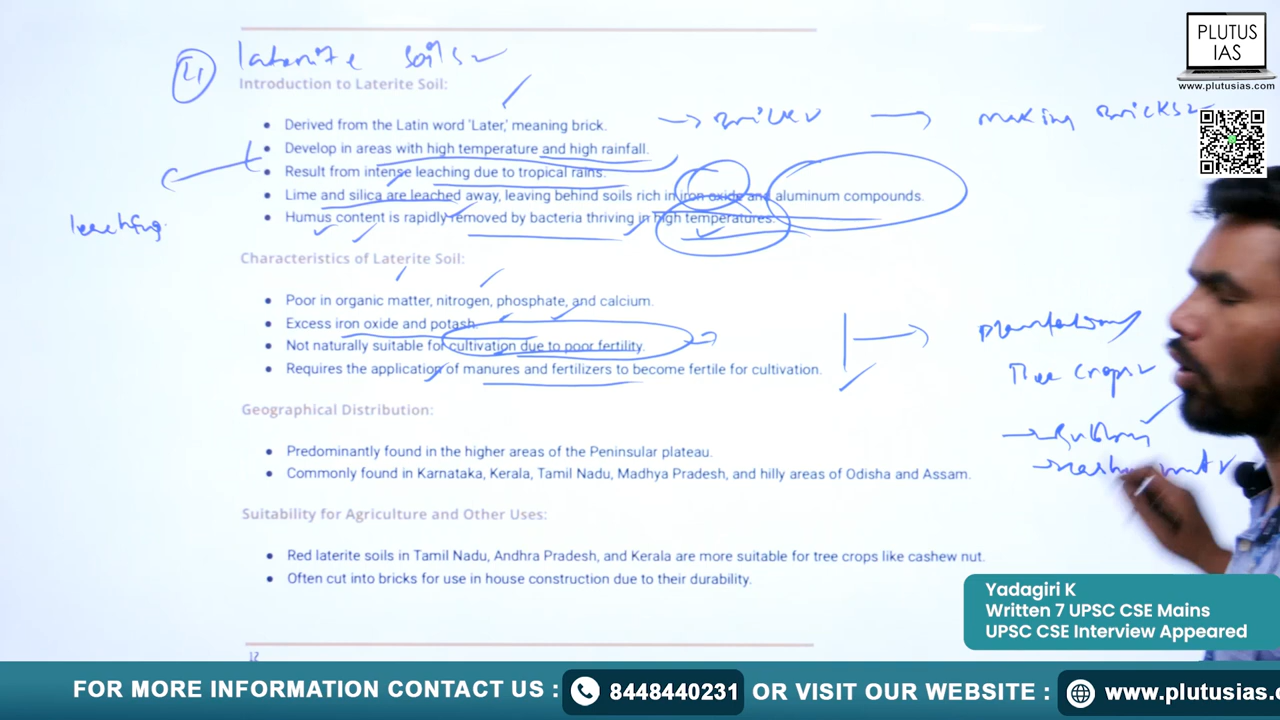 PLUTUS
IAS
www.plutusias.com
4 laterite soils
Introduction to Laterite Soil:
• Derived from the Latin word 'Later,' meaning brick.
→ Brick → making Bricks
• Develop in areas with high temperature and high rainfall.
• Result from intense leaching due to tropical rains.
• Lime and silica are leached away, leaving behind soils rich in iron oxide and aluminum compounds.
• Humus content is rapidly removed by bacteria thriving in high temperatures.
leaching
Characteristics of Laterite Soil:
• Poor in organic matter, nitrogen, phosphate, and calcium.
• Excess iron oxide and potash.
• Not naturally suitable for cultivation due to poor fertility.
• Requires the application of manures and fertilizers to become fertile for cultivation.
Tree crops
Geographical Distribution:
• Predominantly found in the higher areas of the Peninsular plateau.
• Commonly found in Karnataka, Kerala, Tamil Nadu, Madhya Pradesh, and hilly areas of Odisha and Assam.
Suitability for Agriculture and Other Uses:
• Red laterite soils in Tamil Nadu, Andhra Pradesh, and Kerala are more suitable for tree crops like cashew nut.
• Often cut into bricks for use in house construction due to their durability.
12
Yadagiri K
Written 7 UPSC CSE Mains
UPSC CSE Interview Appeared
FOR MORE INFORMATION CONTACT US : 8448440231 OR VISIT OUR WEBSITE : www.plutusias.c